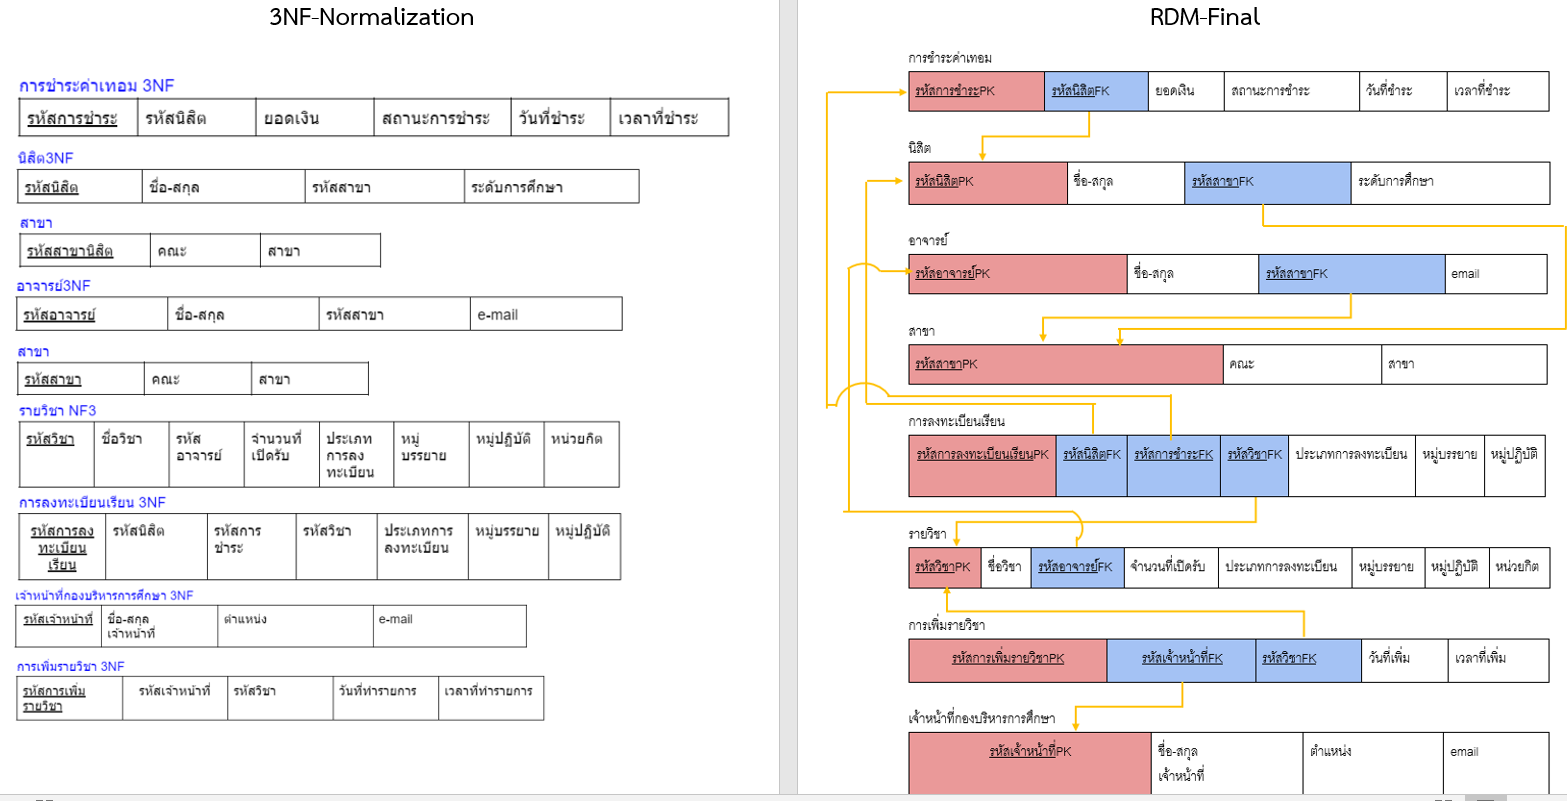 3NF-Normalization
การชำระค่าเทอม 3NF
รหัสการชำระ รหัสนิสิต ยอดเงิน สถานะการชำระ วันที่ชำระ เวลาที่ชำระ
นิสิต3NF
รหัสนิสิต ชื่อ-สกุล รหัสสาขา ระดับการศึกษา
สาขา
รหัสสาขานิสิต คณะ สาขา
อาจารย์3NF
รหัสอาจารย์ ชื่อ-สกุล รหัสสาขา e-mail
สาขา
รหัสสาขา คณะ สาขา
รายวิชา NF3
รหัสวิชา ชื่อวิชา รหัส จำนวนที่ ประเภท หมู่ หมู่ปฏิบัติ หน่วยกิต
อาจารย์ เปิดรับ การลง บรรยาย
ทะเบียน
การลงทะเบียนเรียน 3NF
รหัสการลง รหัสนิสิต รหัสการ รหัสวิชา ประเภทการ หมู่บรรยาย หมู่ปฏิบัติ
ทะเบียน ชำระ ลงทะเบียน
เรียน
เจ้าหน้าที่กองบริหารการศึกษา 3NF
รหัสเจ้าหน้าที่ ชื่อ-สกุล ตำแหน่ง e-mail
เจ้าหน้าที่
การเพิ่มรายวิชา 3NF
รหัสการเพิ่ม รหัสเจ้าหน้าที่ รหัสวิชา วันที่ทำรายการ เวลาที่ทำรายการ
รายวิชา
RDM-Final
การชำระค่าเทอม
รหัสการชำระPK รหัสนิสิตFK ยอดเงิน สถานะการชำระ วันที่ชำระ เวลาที่ชำระ
นิสิต
รหัสนิสิตPK ชื่อ-สกุล รหัสสาขาFK ระดับการศึกษา
อาจารย์
รหัสอาจารย์PK ชื่อ-สกุล รหัสสาขาFK email
สาขา
รหัสสาขาPK คณะ สาขา
การลงทะเบียนเรียน
รหัสการลงทะเบียนเรียนPK รหัสนิสิตFK รหัสการชำระFK รหัสวิชาFK ประเภทการลงทะเบียน หมู่บรรยาย หมู่ปฏิบัติ
รายวิชา
รหัสวิชาPK ชื่อวิชา รหัสอาจารย์FK จำนวนที่เปิดรับ ประเภทการลงทะเบียน หมู่บรรยาย หมู่ปฏิบัติ หน่วยกิต
การเพิ่มรายวิชา
รหัสการเพิ่มรายวิชาPK รหัสเจ้าหน้าที่FK รหัสวิชาFK วันที่เพิ่ม เวลาที่เพิ่ม
เจ้าหน้าที่กองบริหารการศึกษา
รหัสเจ้าหน้าที่PK ชื่อ-สกุล ตำแหน่ง email
เจ้าหน้าที่